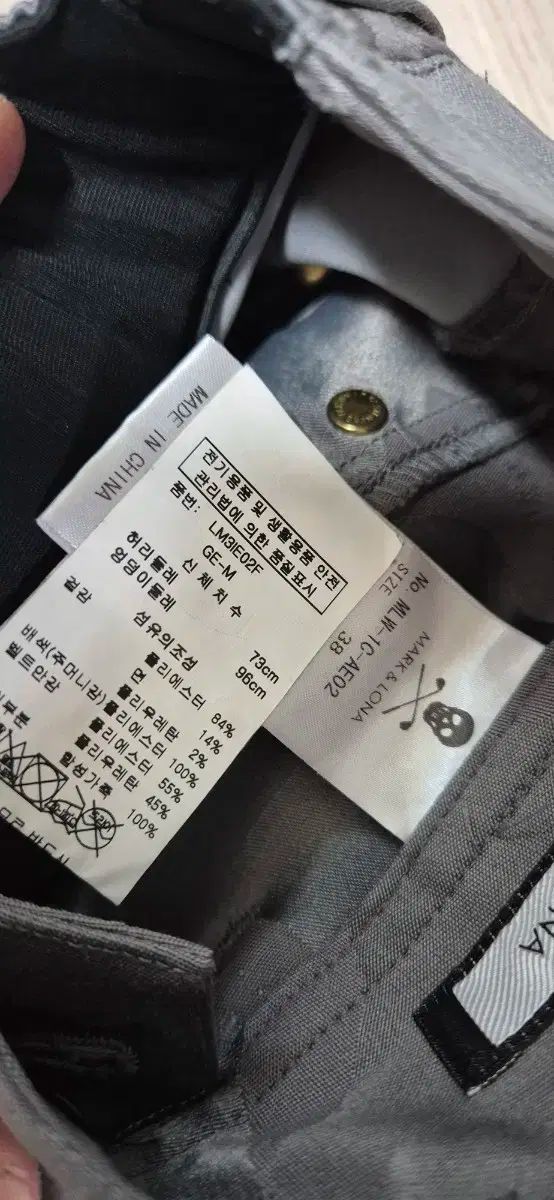 MADE IN CHINA
전기용품 및 생활용품 안전
관리법에 의한 품질표시
품번: LM3IE02F
GE-M
신체치수
허리둘레 73cm
엉덩이둘레 96cm
섬유의조성
겉감 폴리에스터 84%
면 14%
폴리우레탄 2%
배색(주머니감) 폴리에스터 100%
벨트안감 폴리에스터 55%
폴리우레탄 45%
합성가죽 100%
MARK & LONA
No. MLW-1C-AE02
SIZE 38
NA